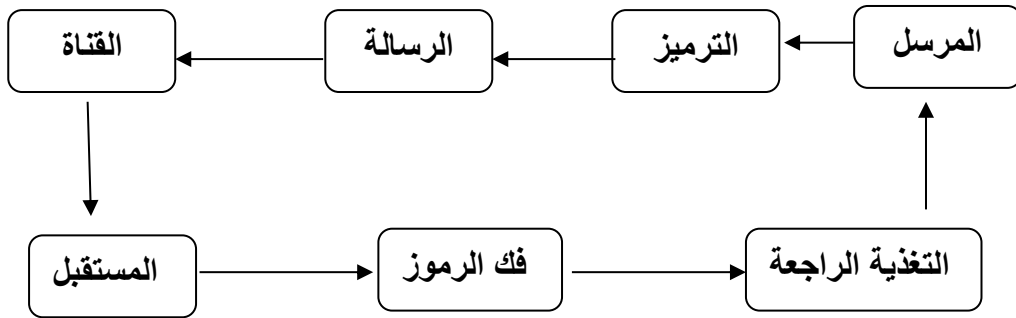 المرسل
الترميز
الرسالة
القناة
المستقبل
فك الرموز
التغذية الراجعة